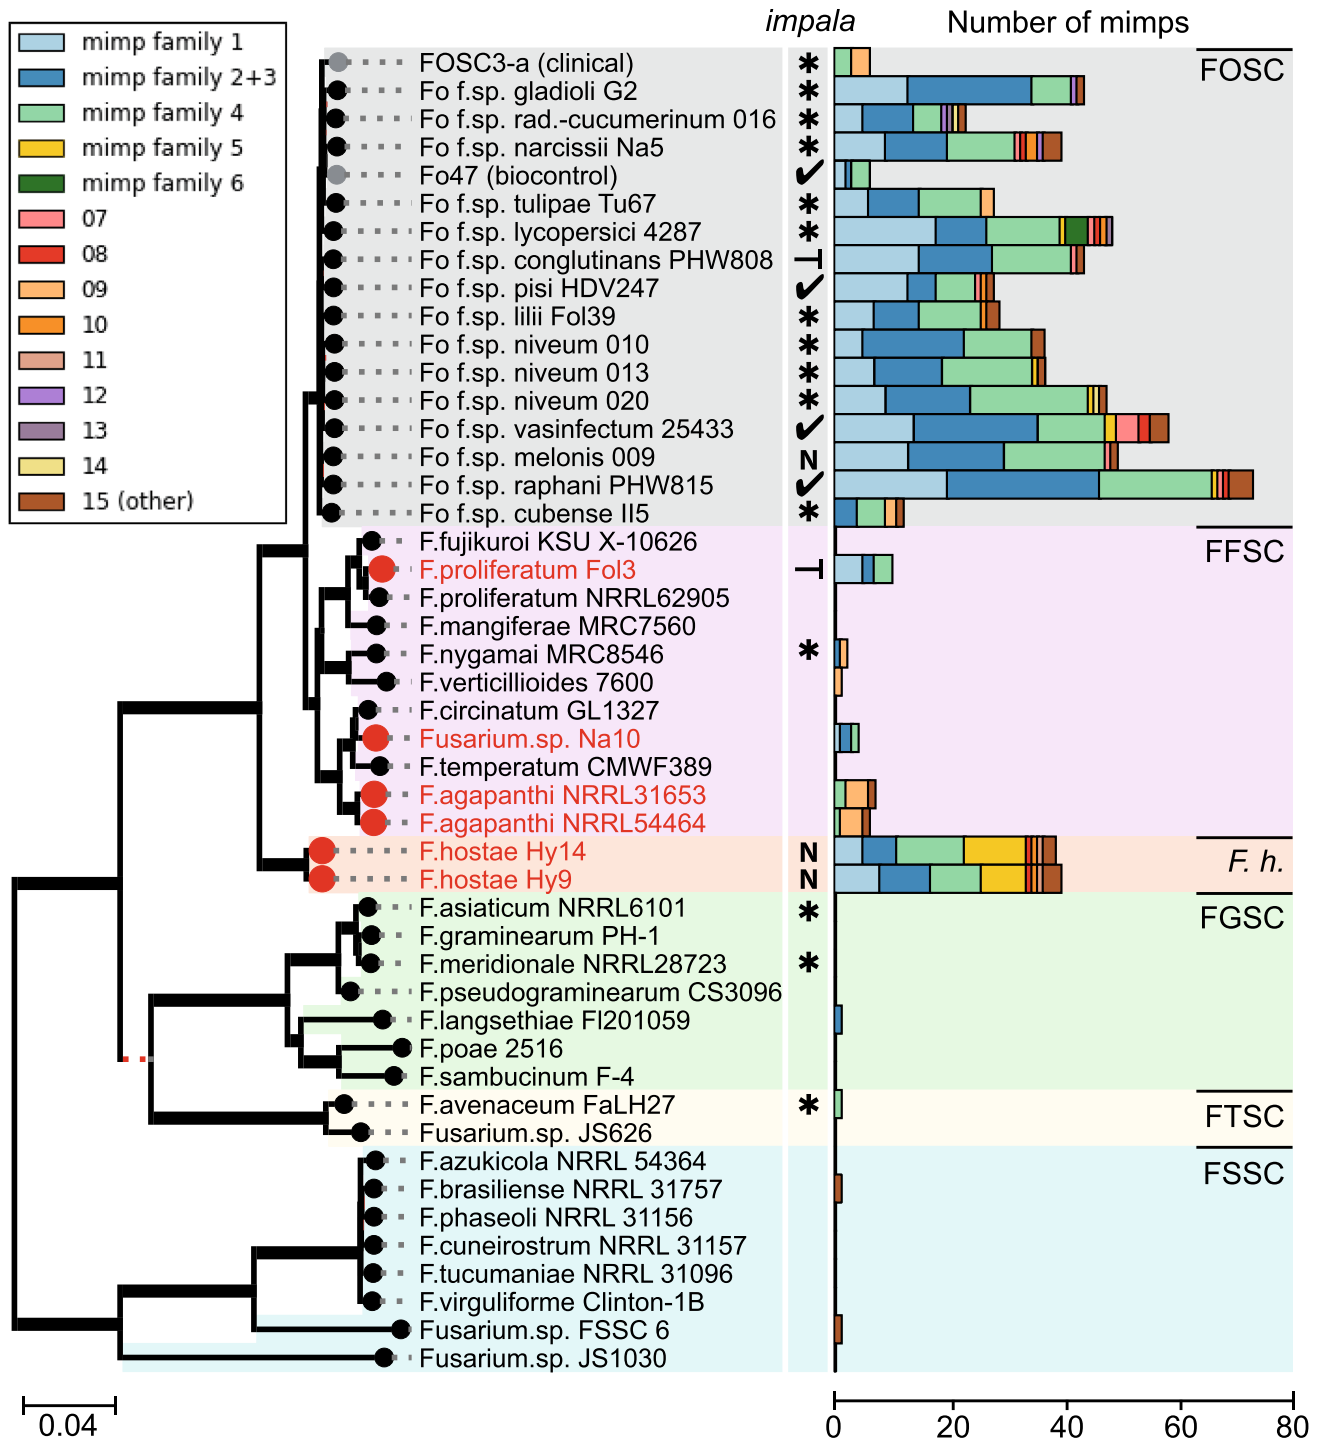 impala
Number of mimps
mimp family 1
mimp family 2+3
mimp family 4
mimp family 5
mimp family 6
07
08
09
10
11
12
13
14
15 (other)
FOSC3-a (clinical) *
Fo f.sp. gladioli G2 *
Fo f.sp. rad.-cucumerinum 016 *
Fo f.sp. narcissii Na5 *
Fo47 (biocontrol) ✔
Fo f.sp. tulipae Tu67 *
Fo f.sp. lycopersici 4287 *
Fo f.sp. conglutinans PHW808
Fo f.sp. pisi HDV247 ✔
Fo f.sp. lilii Fol39 *
Fo f.sp. niveum 010 *
Fo f.sp. niveum 013 *
Fo f.sp. niveum 020 *
Fo f.sp. vasinfectum 25433 ✔
Fo f.sp. melonis 009 N
Fo f.sp. raphani PHW815 ✔
Fo f.sp. cubense II5 *
F.fujikuroi KSU X-10626
F.proliferatum Fol3
F.proliferatum NRRL62905
F.mangiferae MRC7560
F.nygamai MRC8546 *
F.verticillioides 7600
F.circinatum GL1327
Fusarium.sp. Na10
F.temperatum CMWF389
F.agapanthi NRRL31653
F.agapanthi NRRL54464
F.hostae Hy14 N
F.hostae Hy9 N
F.asiaticum NRRL6101 *
F.graminearum PH-1
F.meridionale NRRL28723 *
F.pseudograminearum CS3096
F.langsethiae Fl201059
F.poae 2516
F.sambucinum F-4
F.avenaceum FaLH27 *
Fusarium.sp. JS626
F.azukicola NRRL 54364
F.brasiliense NRRL 31757
F.phaseoli NRRL 31156
F.cuneirostrum NRRL 31157
F.tucumaniae NRRL 31096
F.virguliforme Clinton-1B
Fusarium.sp. FSSC 6
Fusarium.sp. JS1030
FOSC
FFSC
F. h.
FGSC
FTSC
FSSC
0.04
0 20 40 60 80